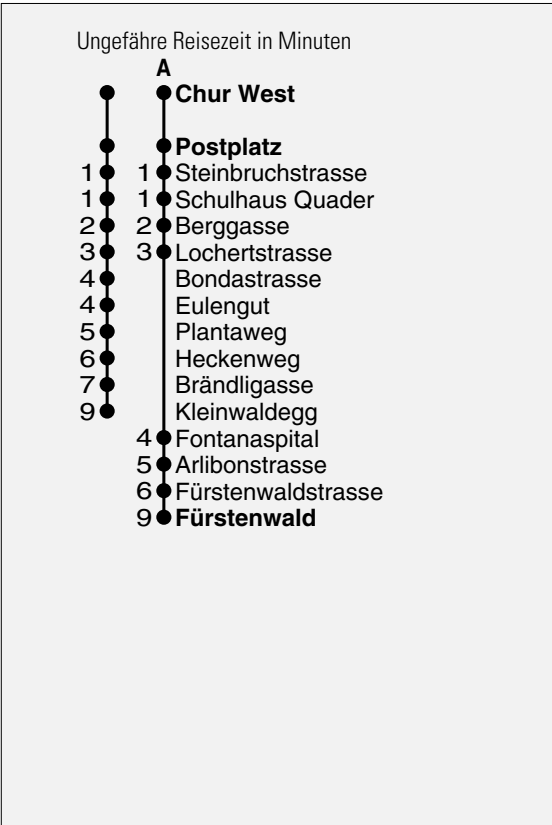 Ungefähre Reisezeit in Minuten
A
Chur West
Postplatz
1 1 Steinbruchstrasse
1 1 Schulhaus Quader
2 2 Berggasse
3 3 Lochertstrasse
4 Bondastrasse
4 Eulengut
5 Plantaweg
6 Heckenweg
7 Brändligasse
9 Kleinwaldegg
4 Fontanaspital
5 Arlibonstrasse
6 Fürstenwaldstrasse
9 Fürstenwald